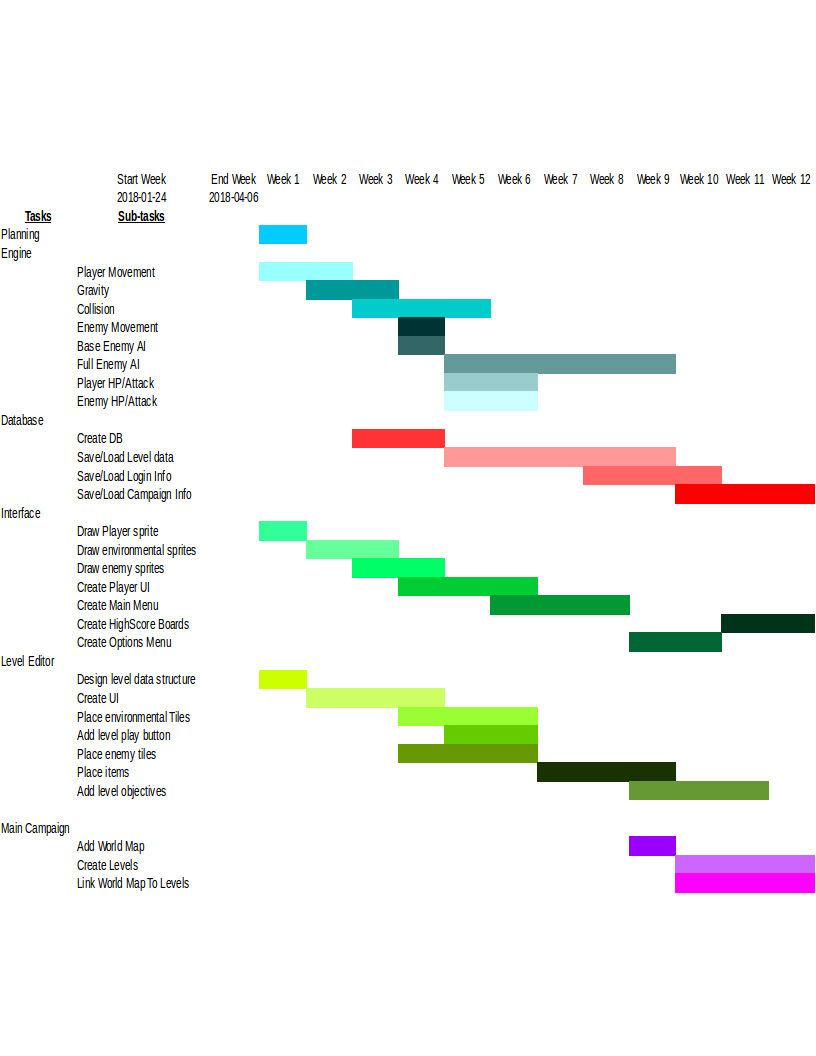 Start Week End Week Week 1 Week 2 Week 3 Week 4 Week 5 Week 6 Week 7 Week 8 Week 9 Week 10 Week 11 Week 12
2018-01-24 2018-04-06
Tasks Sub-tasks
Planning
Engine
Player Movement
Gravity
Collision
Enemy Movement
Base Enemy AI
Full Enemy AI
Player HP/Attack
Enemy HP/Attack
Database
Create DB
Save/Load Level data
Save/Load Login Info
Save/Load Campaign Info
Interface
Draw Player sprite
Draw environmental sprites
Draw enemy sprites
Create Player UI
Create Main Menu
Create HighScore Boards
Create Options Menu
Level Editor
Design level data structure
Create UI
Place environmental Tiles
Add level play button
Place enemy tiles
Place items
Add level objectives
Main Campaign
Add World Map
Create Levels
Link World Map To Levels